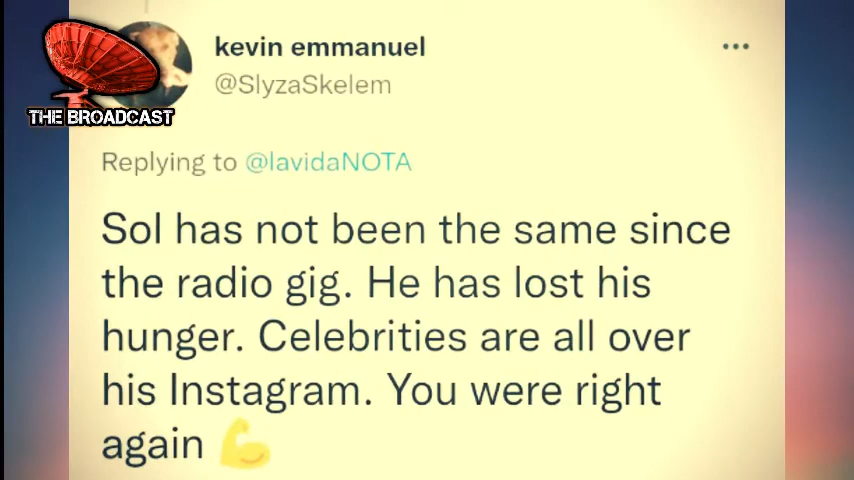 THE BROADCAST
kevin emmanuel
@SlyzaSkelem
Replying to @lavidaNOTA
Sol has not been the same since
the radio gig. He has lost his
hunger. Celebrities are all over
his Instagram. You were right
again 💪